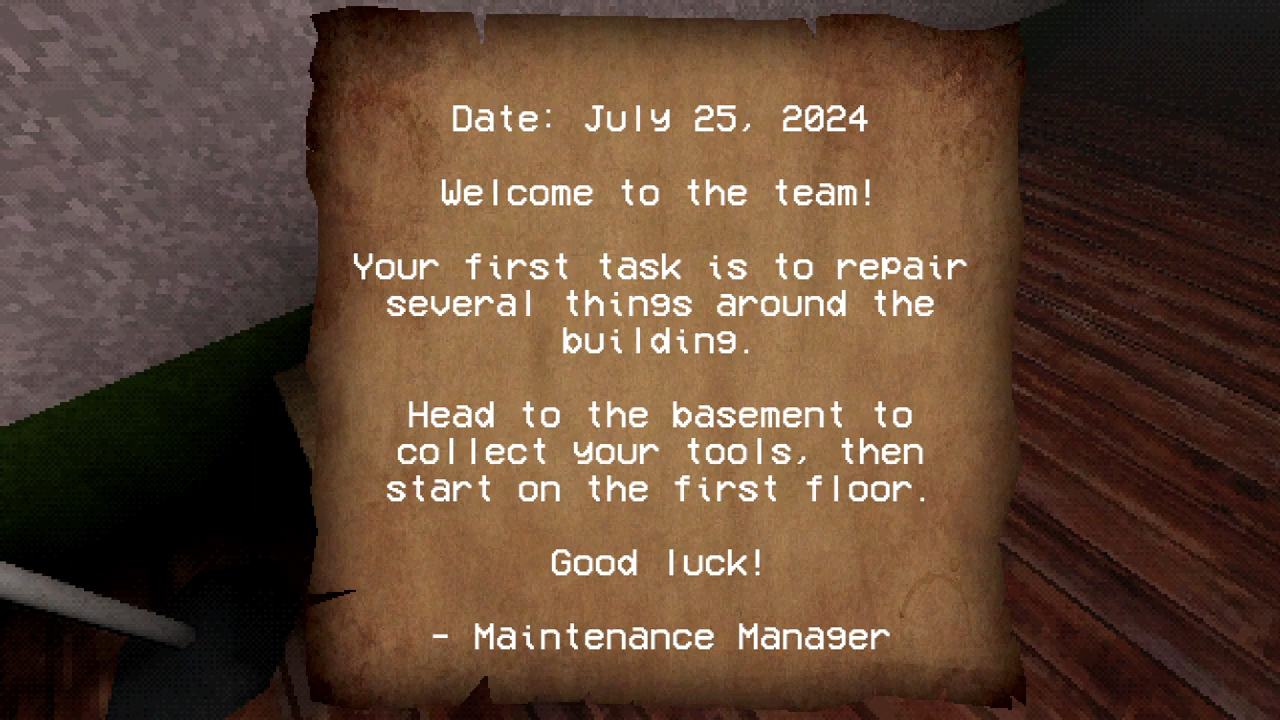 Date: July 25, 2024
Welcome to the team!
Your first task is to repair
several things around the
building.
Head to the basement to
collect your tools, then
start on the first floor.
Good luck!
- Maintenance Manager